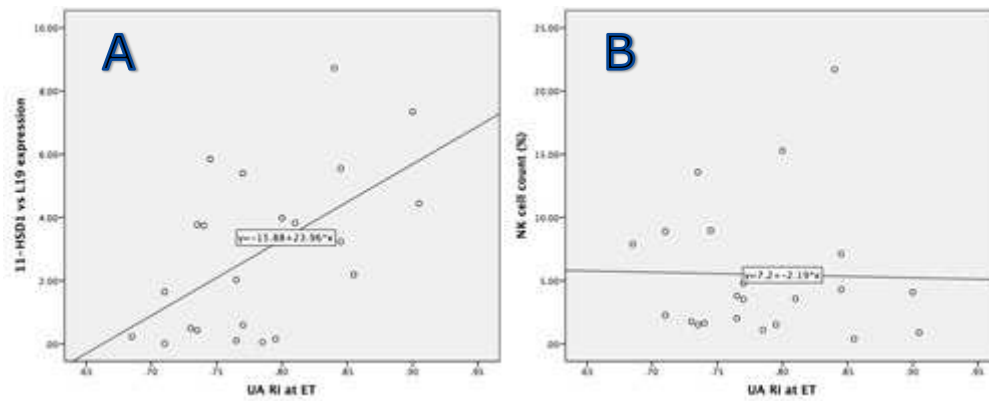 A
10.00
8.00
6.00
4.00
2.00
.00
11-HSD1 vs L19 expression
y=-15.88+23.96*x
.65 .70 .75 .80 .85 .90 .95
UA RI at ET
B
25.00
20.00
15.00
10.00
5.00
.00
NK cell count (%)
y=7.2+-2.19*x
.65 .70 .75 .80 .85 .90 .95
UA RI at ET